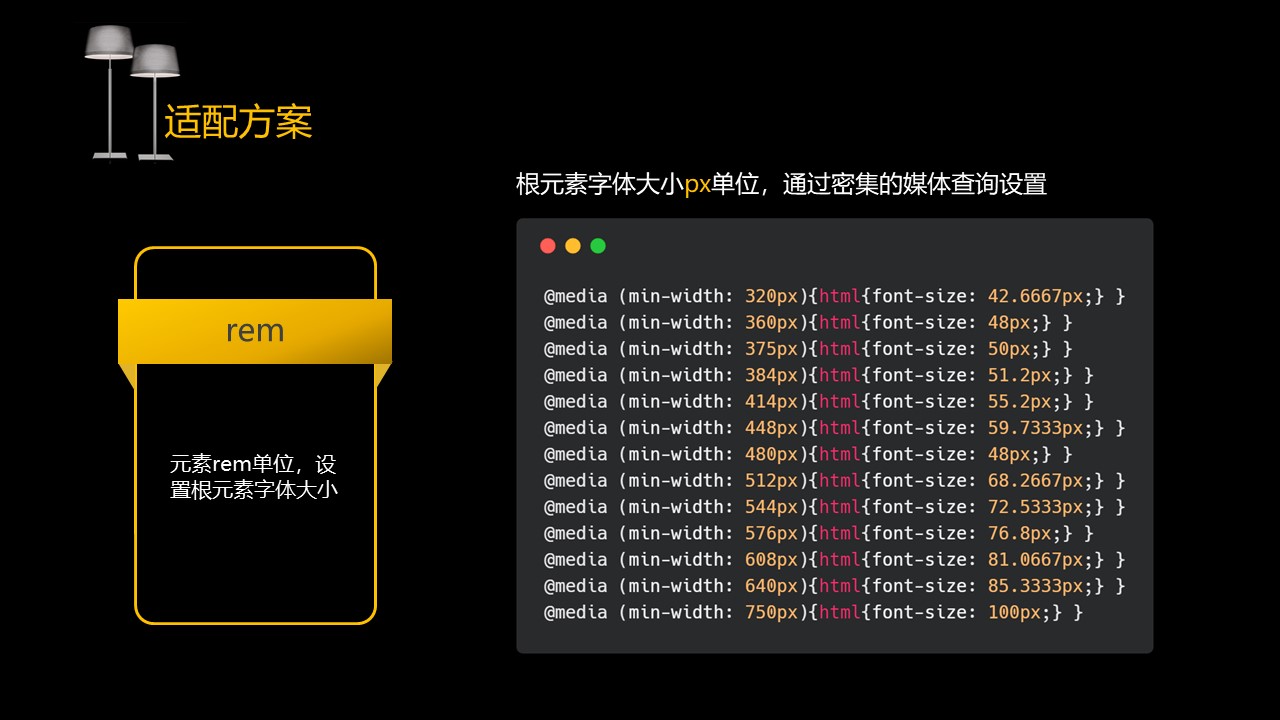 适配方案
根元素字体大小px单位，通过密集的媒体查询设置
rem
元素rem单位，设
置根元素字体大小
@media (min-width: 320px){html{font-size: 42.6667px;} }
@media (min-width: 360px){html{font-size: 48px;} }
@media (min-width: 375px){html{font-size: 50px;} }
@media (min-width: 384px){html{font-size: 51.2px;} }
@media (min-width: 414px){html{font-size: 55.2px;} }
@media (min-width: 448px){html{font-size: 59.7333px;} }
@media (min-width: 480px){html{font-size: 48px;} }
@media (min-width: 512px){html{font-size: 68.2667px;} }
@media (min-width: 544px){html{font-size: 72.5333px;} }
@media (min-width: 576px){html{font-size: 76.8px;} }
@media (min-width: 608px){html{font-size: 81.0667px;} }
@media (min-width: 640px){html{font-size: 85.3333px;} }
@media (min-width: 750px){html{font-size: 100px;} }